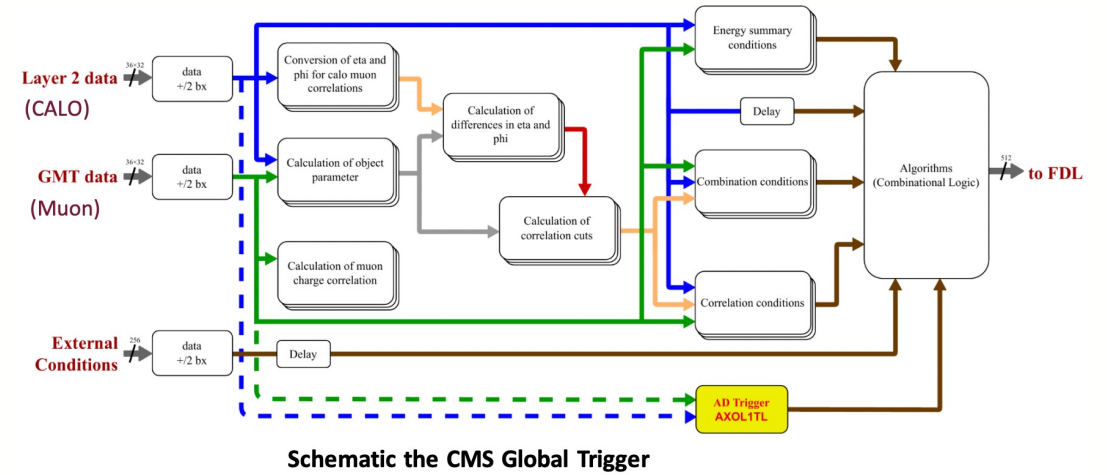 Layer 2 data
(CALO)
36×32
data
+/2 bx
GMT data
(Muon)
36×32
data
+/2 bx
External
Conditions
256
data
+/2 bx
Conversion of eta and
phi for calo muon
correlations
Calculation of object
parameter
Calculation of muon
charge correlation
Delay
Calculation of
differences in eta and
phi
Calculation of
correlation cuts
Energy summary
conditions
Delay
Combination conditions
Correlation conditions
AD Trigger
AXOL1TL
Algorithms
(Combinational Logic)
512
to FDL
Schematic the CMS Global Trigger